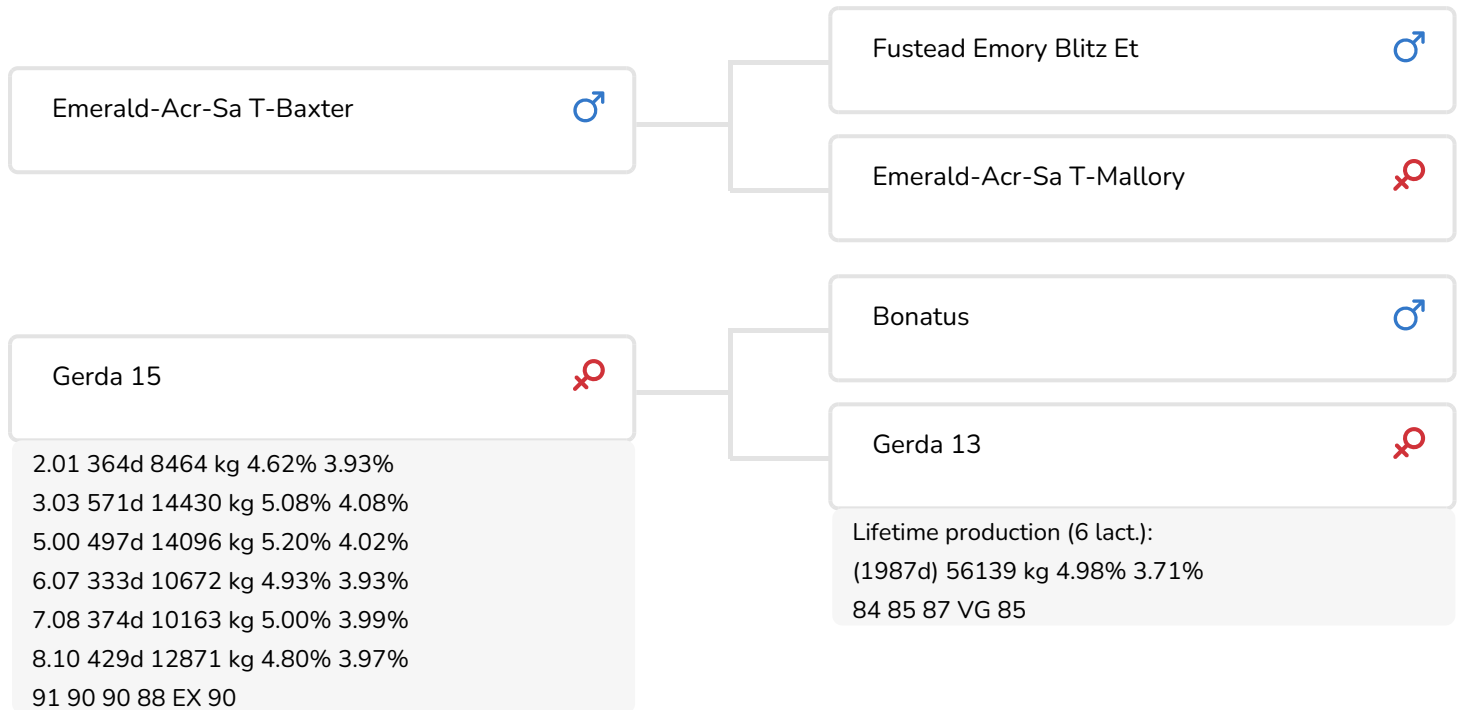 Fustead Emory Blitz Et
Emerald-Acr-Sa T-Baxter
Emerald-Acr-Sa T-Mallory
Bonatus
Gerda 15
Gerda 13
2.01 364d 8464 kg 4.62% 3.93%
3.03 571d 14430 kg 5.08% 4.08%
5.00 497d 14096 kg 5.20% 4.02%
6.07 333d 10672 kg 4.93% 3.93%
7.08 374d 10163 kg 5.00% 3.99%
8.10 429d 12871 kg 4.80% 3.97%
91 90 90 88 EX 90
Lifetime production (6 lact.):
(1987d) 56139 kg 4.98% 3.71%
84 85 87 VG 85